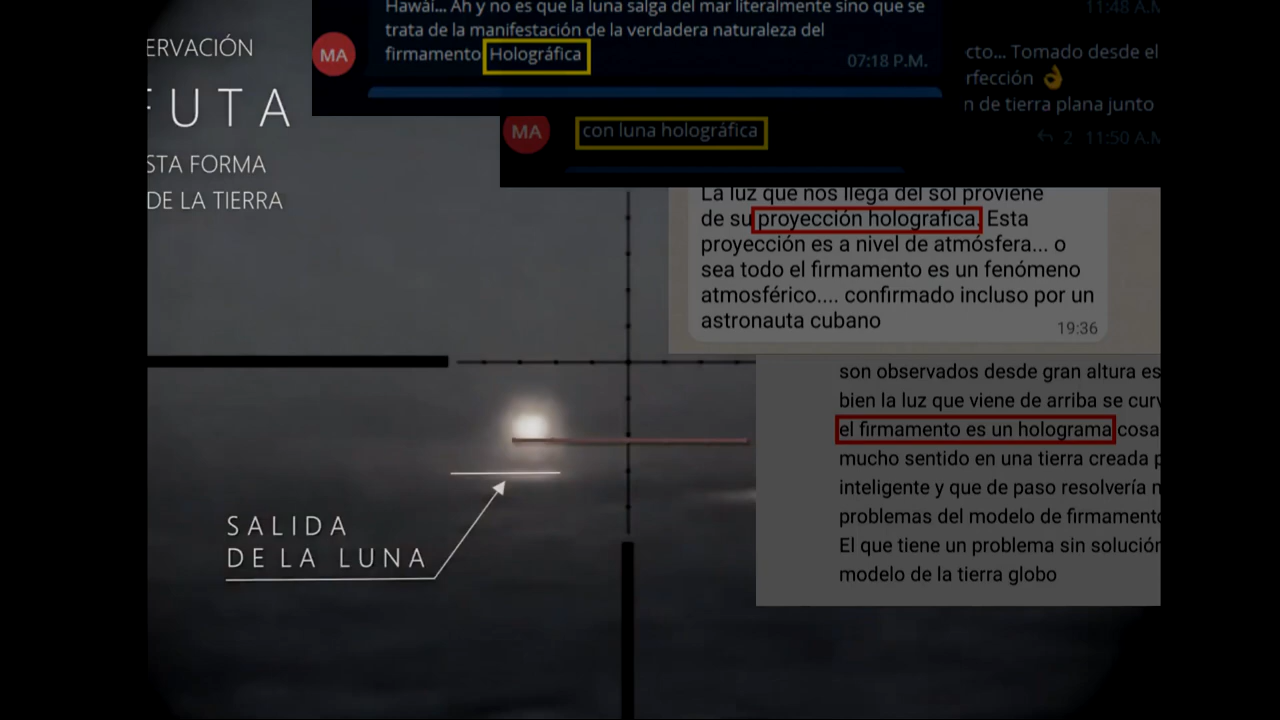 ERVACIÓN
FUTA
STA FORMA
DE LA TIERRA
Hawái... Ah y no es que la luna salga del mar literalmente sino que se
trata de la manifestación de la verdadera naturaleza del
firmamento Holográfica
MA
07:18 P.M.
11:48 A.M
cto... Tomado desde el
rfección 👌
n de tierra plana junto
2 11:50 A.M
MA
con luna holográfica
La luz que nos llega del sol proviene
de su proyección holografica. Esta
proyección es a nivel de atmósfera... o
sea todo el firmamento es un fenómeno
atmosférico.... confirmado incluso por un
astronauta cubano
19:36
son observados desde gran altura es
bien la luz que viene de arriba se curv
el firmamento es un holograma cosa
mucho sentido en una tierra creada p
inteligente y que de paso resolvería
problemas del modelo de firmamento
El que tiene un problema sin solución
modelo de la tierra globo
SALIDA
DE LA LUNA